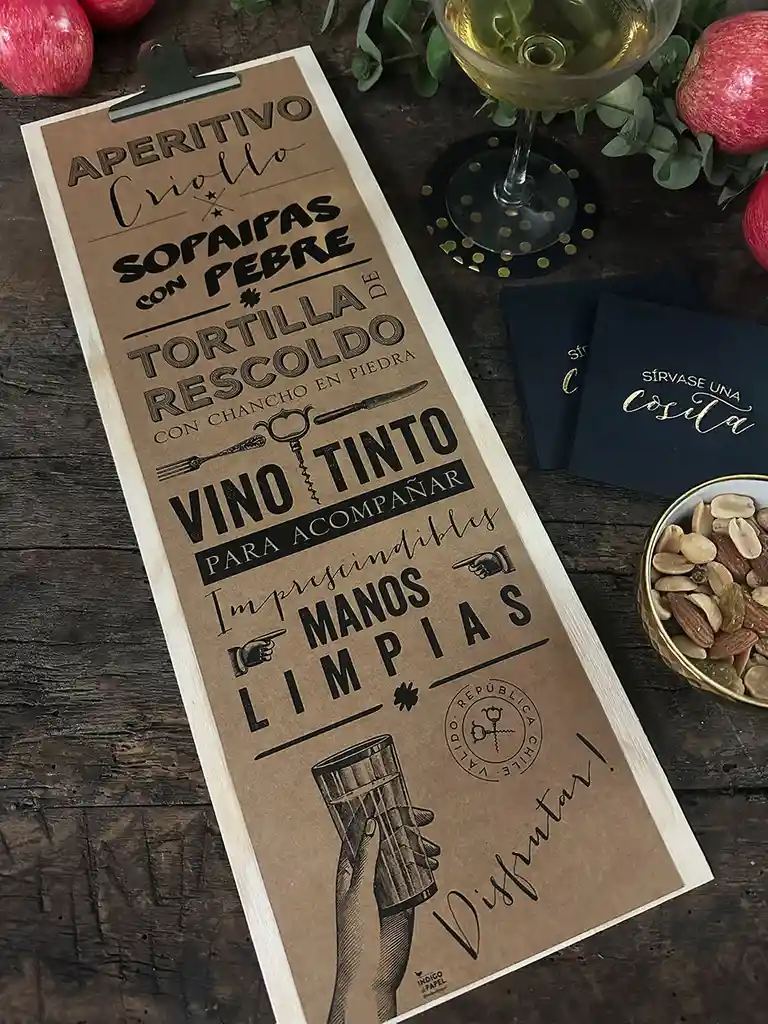 APERITIVO
Criollo
SOPAIPAS
CON PEBRE
TORTILLA DE
RESCOLDO
CON CHANCHO EN PIEDRA
VINO TINTO
PARA ACOMPAÑAR
Imprescindibles
MANOS
LIMPIAS
VALIDO · REPÚBLICA CHILE ·
Disfrutar!
INDIGO
& PAPEL
SÍRVASE UNA
cosita
SÍR
C